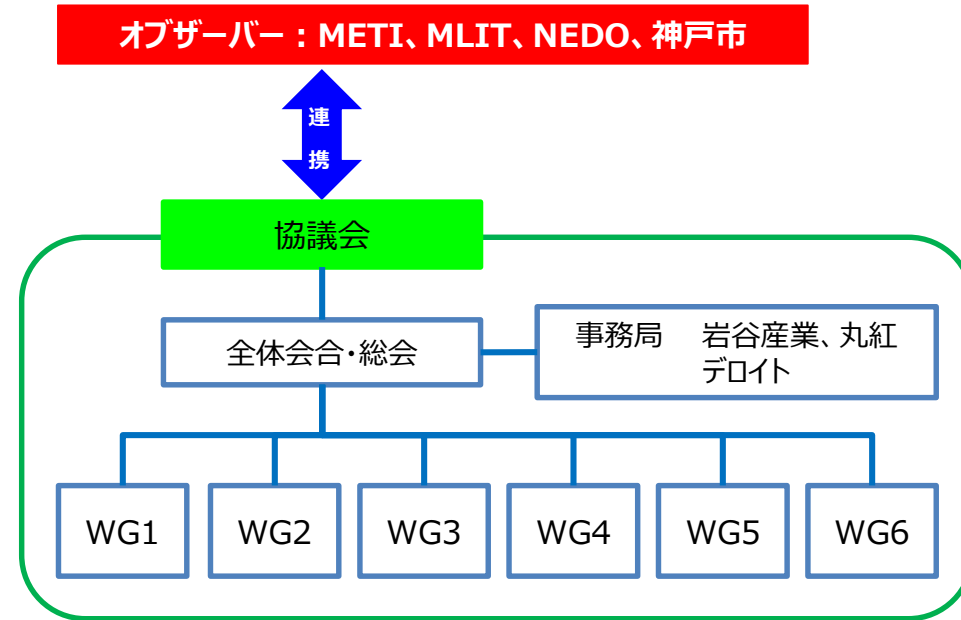 オブザーバー：METI、MLIT、NEDO、神戸市
連
携
協議会
全体会合・総会
事務局 岩谷産業、丸紅
デロイト
WG1
WG2
WG3
WG4
WG5
WG6